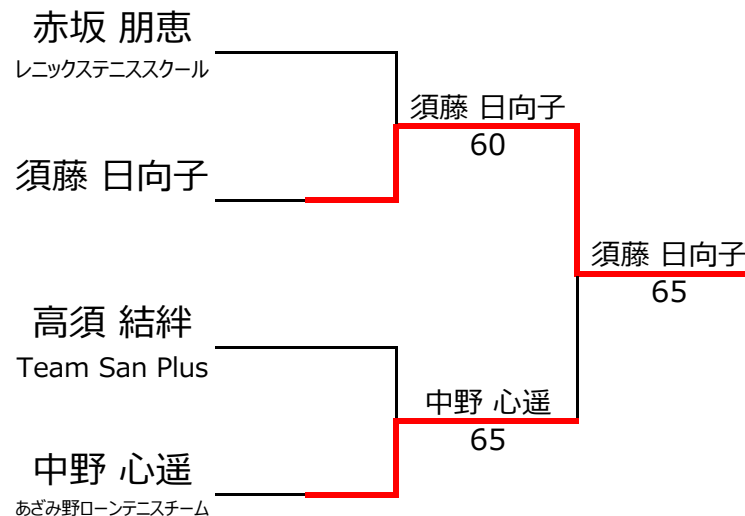 赤坂 朋恵
レニックステニススクール
須藤 日向子
60
須藤 日向子
須藤 日向子
65
高須 結絆
Team San Plus
中野 心遥
65
中野 心遥
あざみ野ローンテニスチーム